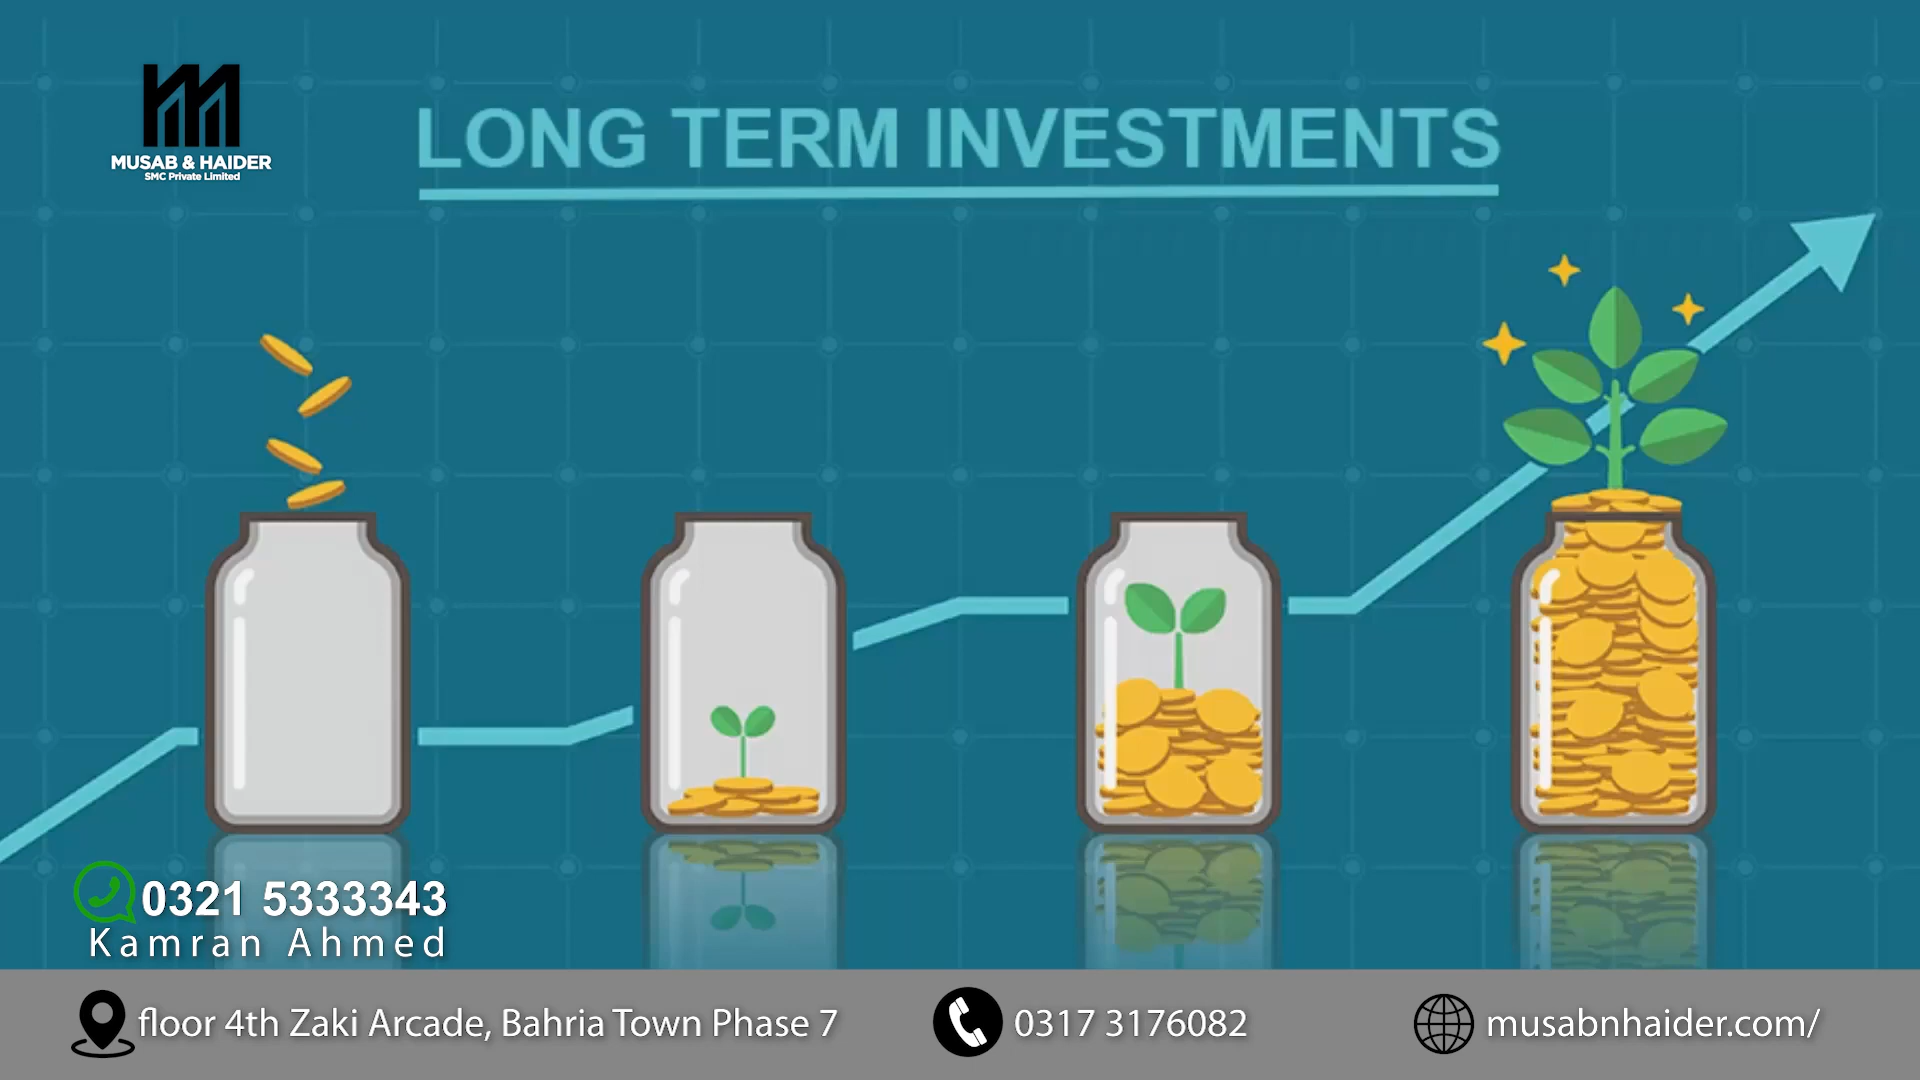 MUSAB & HAIDER
SMC Private Limited
LONG TERM INVESTMENTS
0321 5333343
Kamran Ahmed
floor 4th Zaki Arcade, Bahria Town Phase 7
0317 3176082
musabnhaider.com/